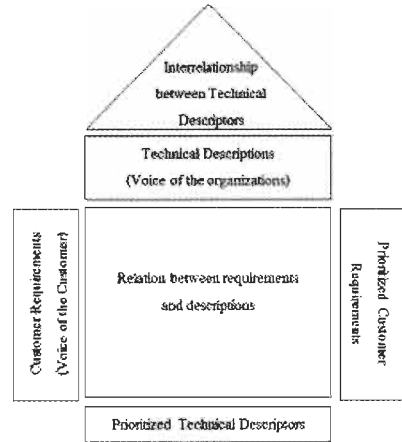 Interrelationship
between Technical
Descriptors
Technical Descriptions
(Voice of the organizations)
Customer Requirements
(Voice of the Customer)
Relation between requirements
and descriptions
Prioritized Customer
Requirements
Prioritized Technical Descriptors